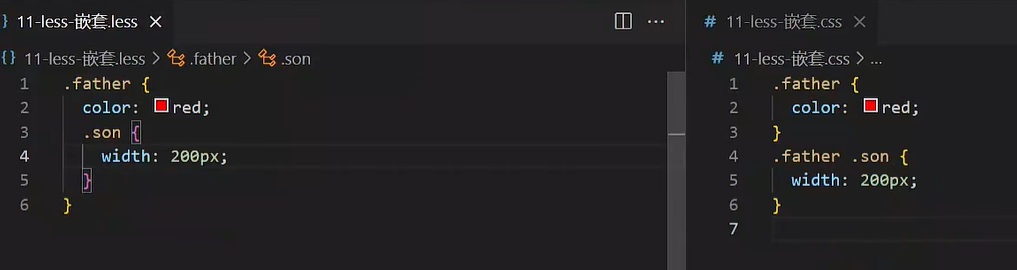 11-less-嵌套.less
11-less-嵌套.less > .father > .son
1 .father {
2 color: red;
3 .son {
4 width: 200px;
5 }
6 }
# 11-less-嵌套.css
# 11-less-嵌套.css > ...
1 .father {
2 color: red;
3 }
4 .father .son {
5 width: 200px;
6 }
7